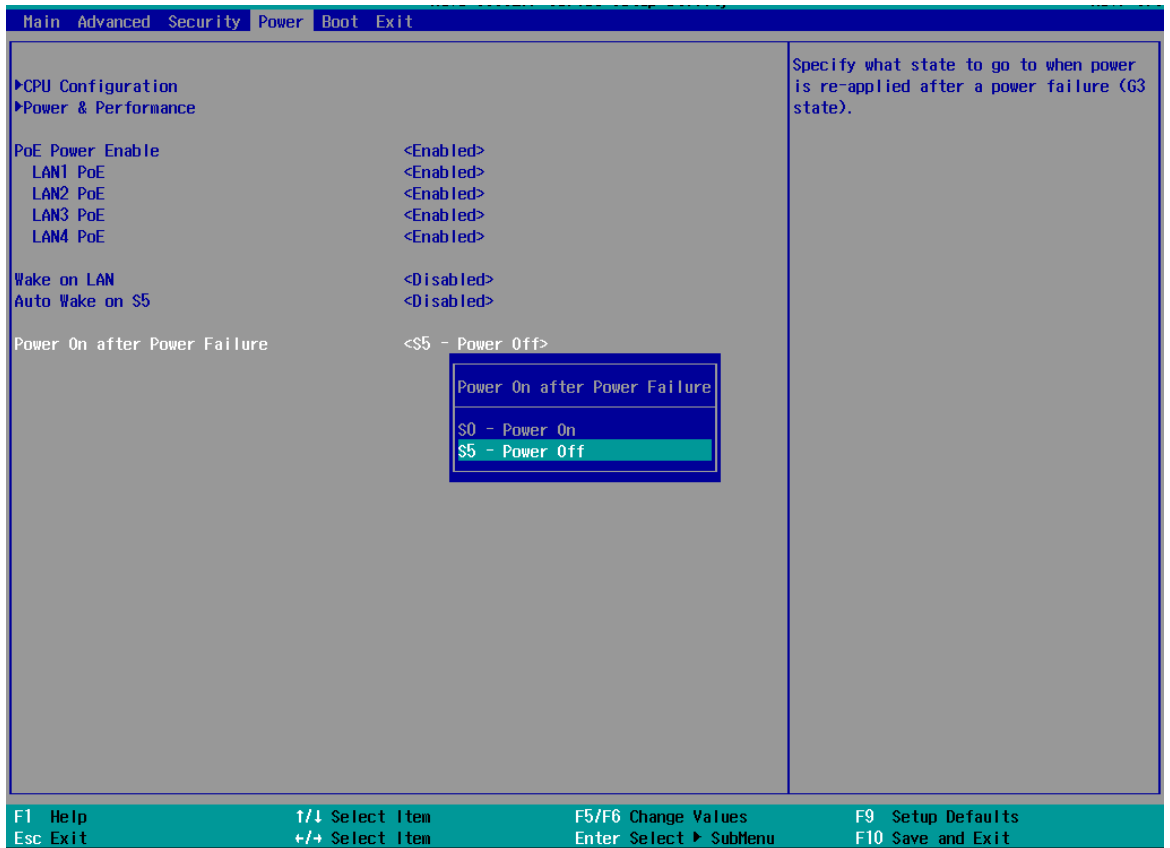 Main Advanced Security Power Boot Exit
▶CPU Configuration
▶Power & Performance
PoE Power Enable <Enabled>
LAN1 PoE <Enabled>
LAN2 PoE <Enabled>
LAN3 PoE <Enabled>
LAN4 PoE <Enabled>
Wake on LAN <Disabled>
Auto Wake on S5 <Disabled>
Power On after Power Failure <S5 - Power Off>
Power On after Power Failure
S0 - Power On
S5 - Power Off
Specify what state to go to when power
is re-applied after a power failure (G3
state).
F1 Help ↑/↓ Select Item F5/F6 Change Values F9 Setup Defaults
Esc Exit ←/→ Select Item Enter Select ▶ SubMenu F10 Save and Exit